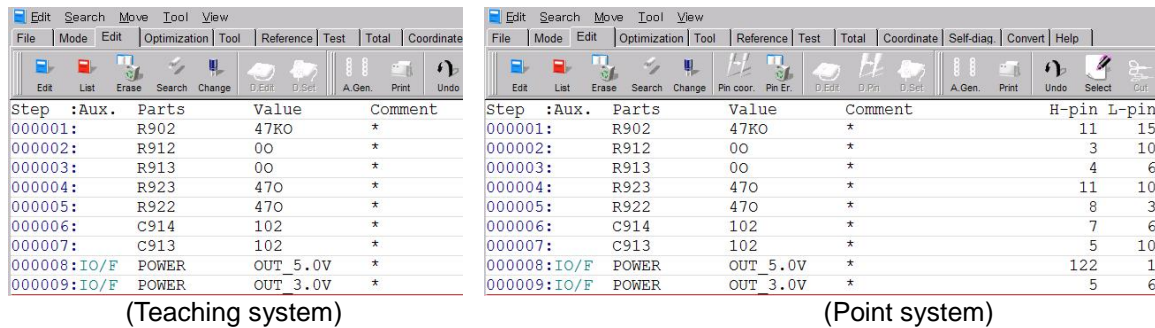 Edit Search Move Tool View
File Mode Edit Optimization Tool Reference Test Total Coordinate
Edit List Erase Search Change D.Edit D.Set A.Gen. Print Undo
Step :Aux. Parts Value Comment
000001: R902 47KO *
000002: R912 0O *
000003: R913 0O *
000004: R923 47O *
000005: R922 47O *
000006: C914 102 *
000007: C913 102 *
000008:IO/F POWER OUT_5.0V *
000009:IO/F POWER OUT_3.0V *
(Teaching system)
Edit Search Move Tool View
File Mode Edit Optimization Tool Reference Test Total Coordinate Self-diag. Convert Help
Edit List Erase Search Change Pin coor. Pin Er. D.Edit D.Pin D.Set A.Gen. Print Undo Select Cut
Step :Aux. Parts Value Comment H-pin L-pin
000001: R902 47KO * 11 15
000002: R912 0O * 3 10
000003: R913 0O * 4 6
000004: R923 47O * 11 10
000005: R922 47O * 8 3
000006: C914 102 * 7 6
000007: C913 102 * 5 10
000008:IO/F POWER OUT_5.0V * 122 1
000009:IO/F POWER OUT_3.0V * 5 6
(Point system)